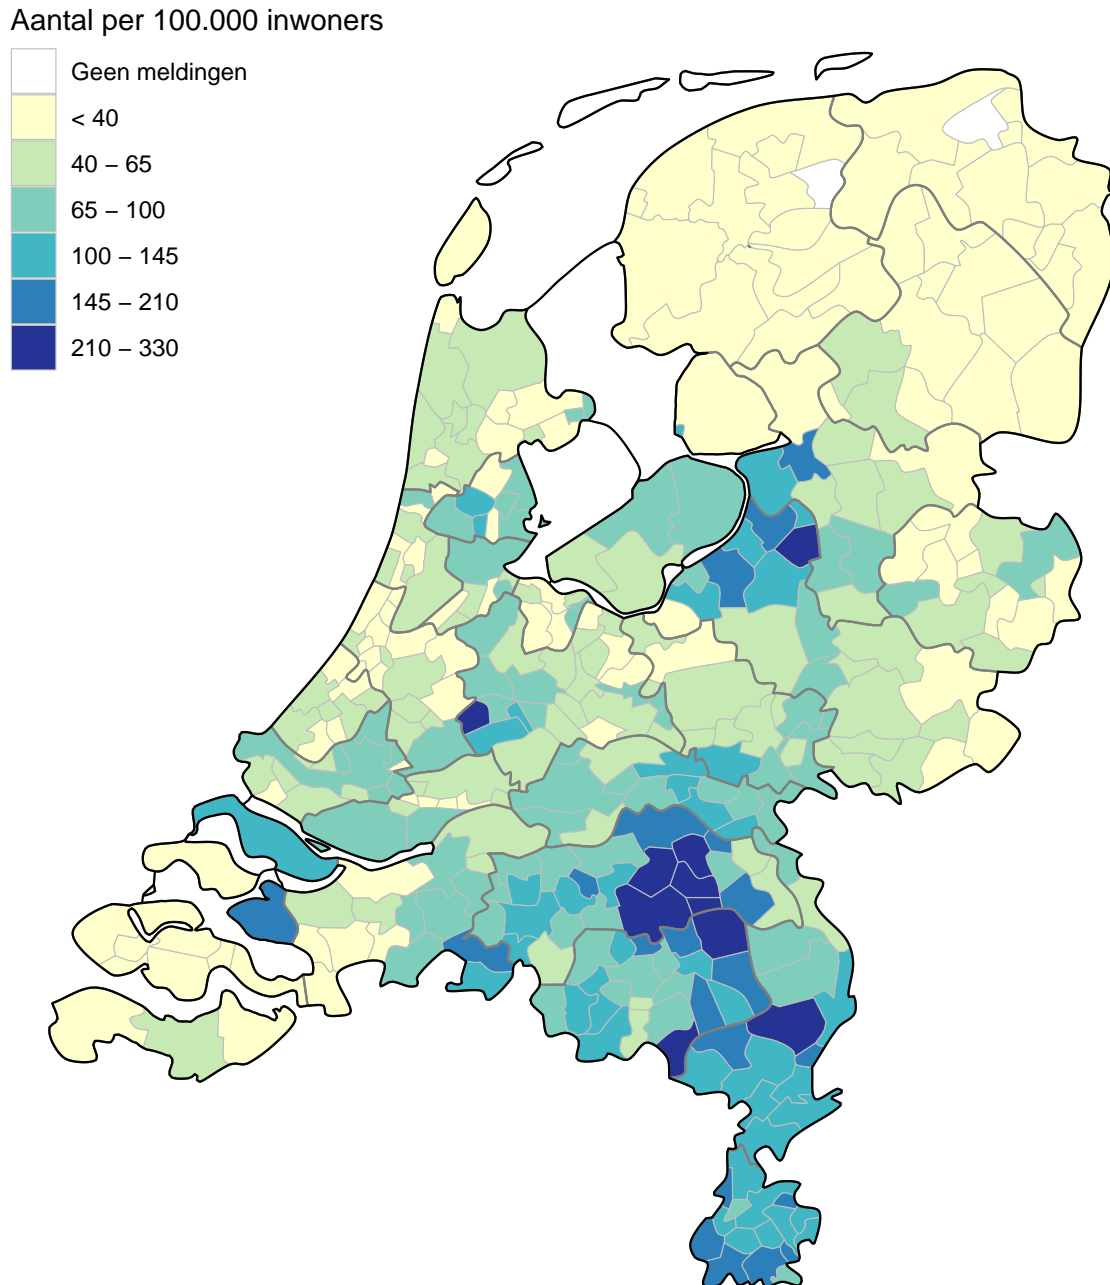 Aantal per 100.000 inwoners
Geen meldingen
< 40
40 – 65
65 – 100
100 – 145
145 – 210
210 – 330